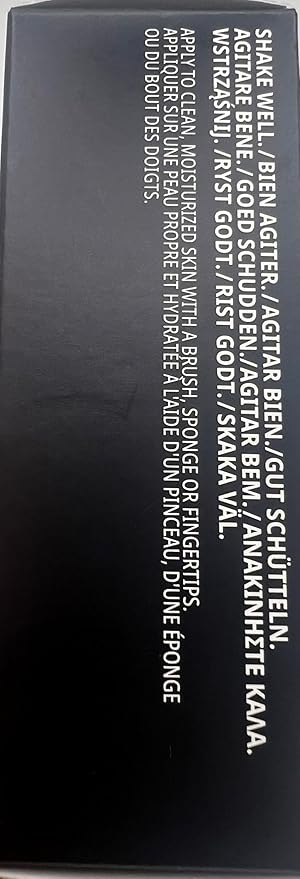 SHAKE WELL./BIEN AGITER./AGITAR BIEN./GUT SCHÜTTELN.
AGITARE BENE./GOED SCHUDDEN./AGITAR BEM./ΑΝΑΚΙΝΗΣΤΕ ΚΑΛΑ.
WSTRZĄŚNIJ. /RYST GODT./RIST GODT./SKAKA VÄL.
APPLY TO CLEAN, MOISTURIZED SKIN WITH A BRUSH, SPONGE OR FINGERTIPS.
APPLIQUER SUR UNE PEAU PROPRE ET HYDRATÉE À L'AIDE D'UN PINCEAU, D'UNE ÉPONGE
OU DU BOUT DES DOIGTS.